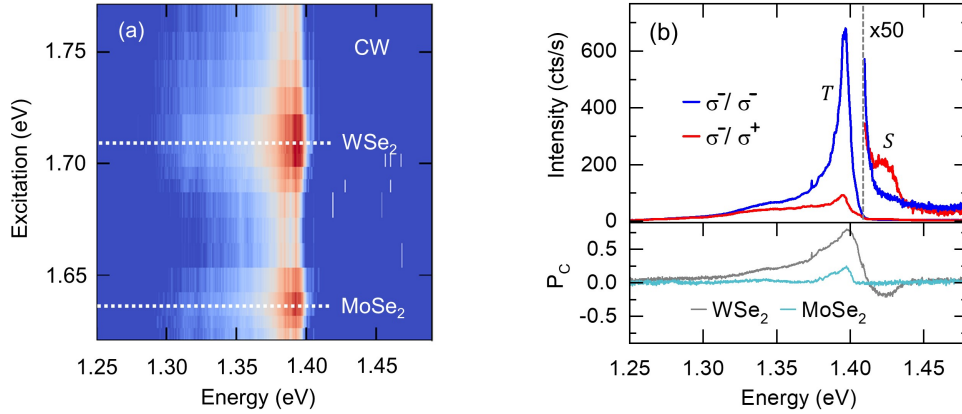 (a)
CW
WSe₂
MoSe₂
1.75
1.70
1.65
Excitation (eV)
1.25 1.30 1.35 1.40 1.45
Energy (eV)
(b)
x50
T
S
σ⁻/ σ⁻
σ⁻/ σ⁺
600
400
200
0
Intensity (cts/s)
0.5
0.0
-0.5
P_C
WSe₂ MoSe₂
1.25 1.30 1.35 1.40 1.45
Energy (eV)